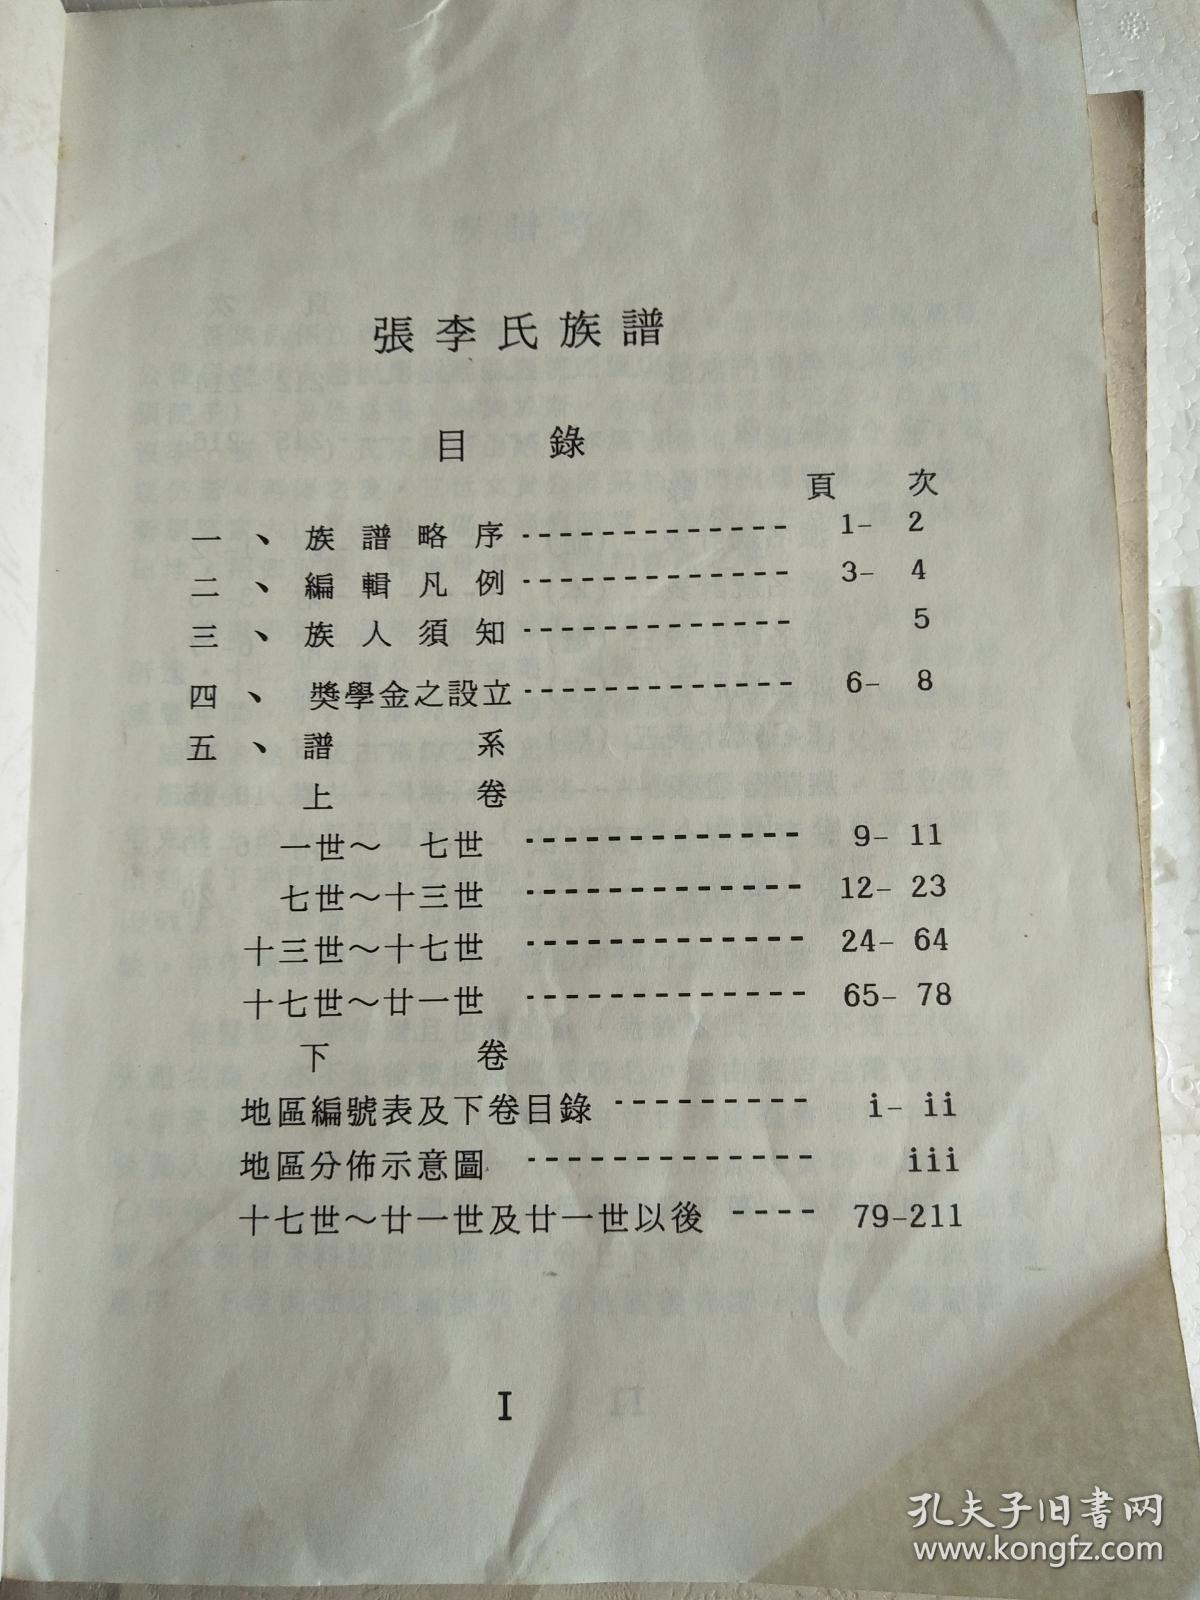 張李氏族譜
目錄
頁 次
一、族譜略序 ------------- 1- 2
二、編輯凡例 ------------- 3- 4
三、族人須知 ------------- 5
四、獎學金之設立 ------------- 6- 8
五、譜系
上卷
一世～七世 ------------- 9- 11
七世～十三世 ------------- 12- 23
十三世～十七世 ------------- 24- 64
十七世～廿一世 ------------- 65- 78
下卷
地區編號表及下卷目錄 --------- i- ii
地區分佈示意圖 ------------- iii
十七世～廿一世及廿一世以後 ---- 79-211
I
孔夫子旧书网
www.kongfz.com